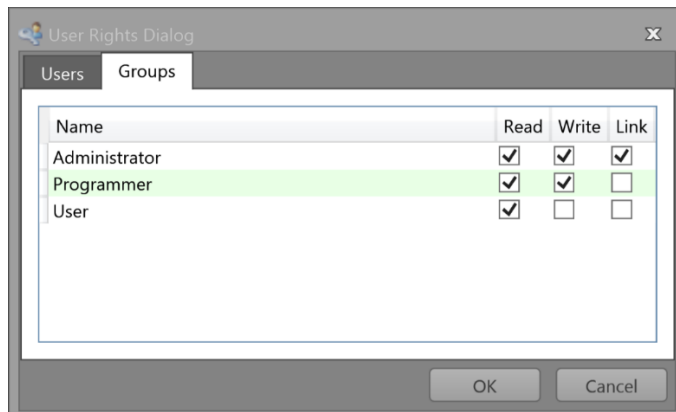 User Rights Dialog
Users Groups
Name Read Write Link
Administrator
Programmer
User
OK Cancel